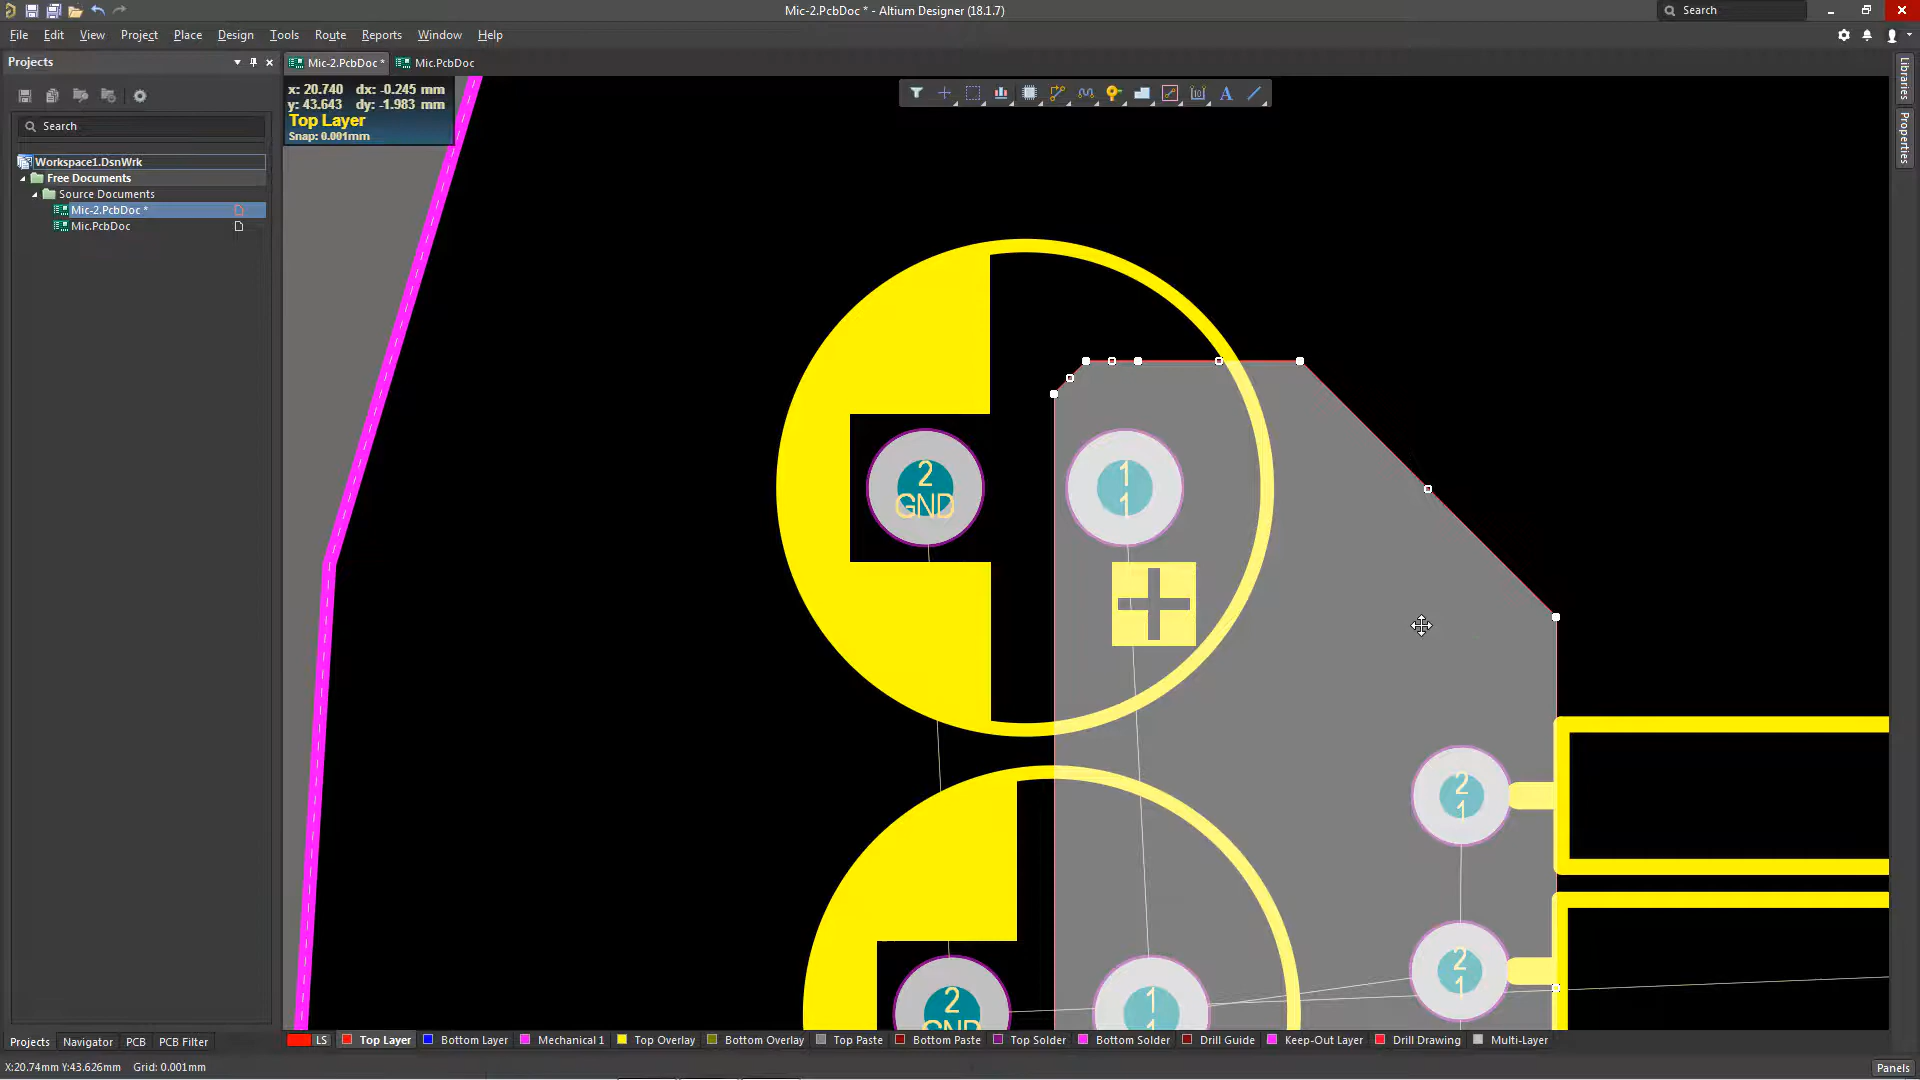 Mic-2.PcbDoc * - Altium Designer (18.1.7)
Search
File Edit View Project Place Design Tools Route Reports Window Help
Projects
Mic-2.PcbDoc *
Mic.PcbDoc
x: 20.740 dx: -0.245 mm
y: 43.643 dy: -1.983 mm
Top Layer
Snap: 0.001mm
Search
Workspace1.DsnWrk
Free Documents
Source Documents
Mic-2.PcbDoc *
Mic.PcbDoc
Libraries
Properties
A
2
GND
1
1
2
1
2
1
2
GND
1
1
Projects Navigator PCB PCB Filter
LS Top Layer Bottom Layer Mechanical 1 Top Overlay Bottom Overlay Top Paste Bottom Paste Top Solder Bottom Solder Drill Guide Keep-Out Layer Drill Drawing Multi-Layer
X:20.74mm Y:43.626mm Grid: 0.001mm
Panels